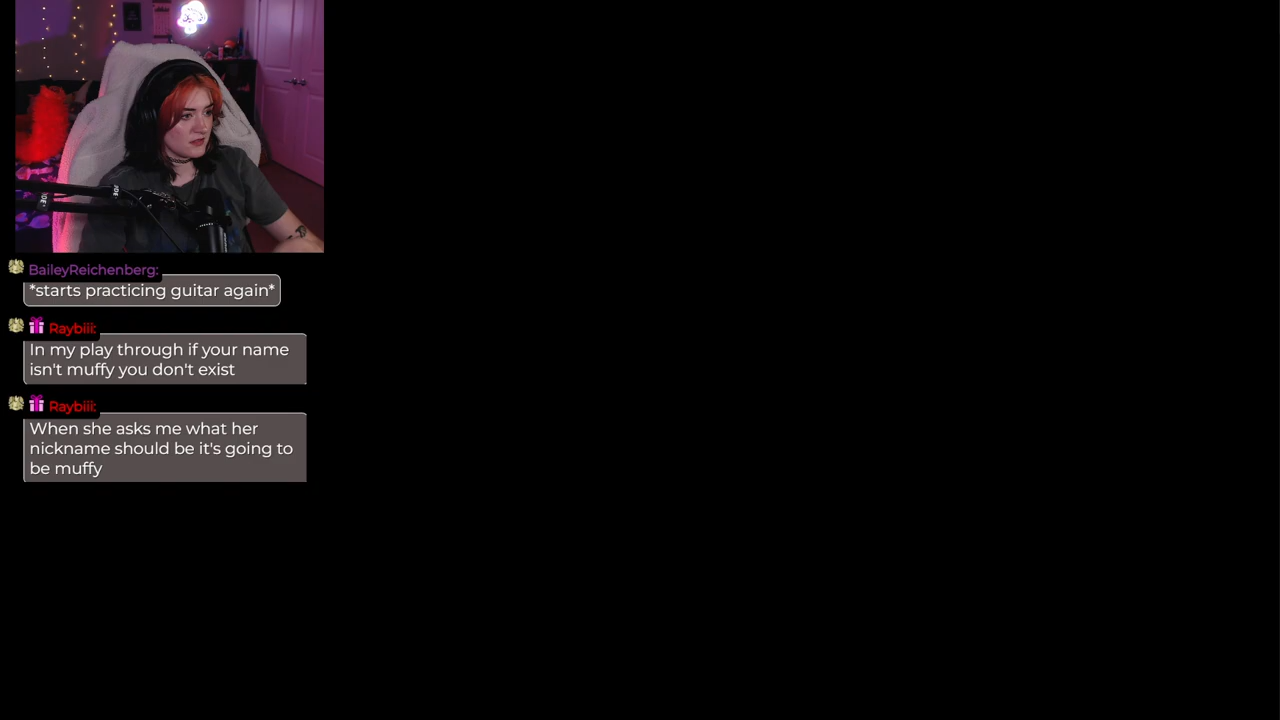 BaileyReichenberg:
*starts practicing guitar again*
Raybiii:
In my play through if your name
isn't muffy you don't exist
Raybiii:
When she asks me what her
nickname should be it's going to
be muffy